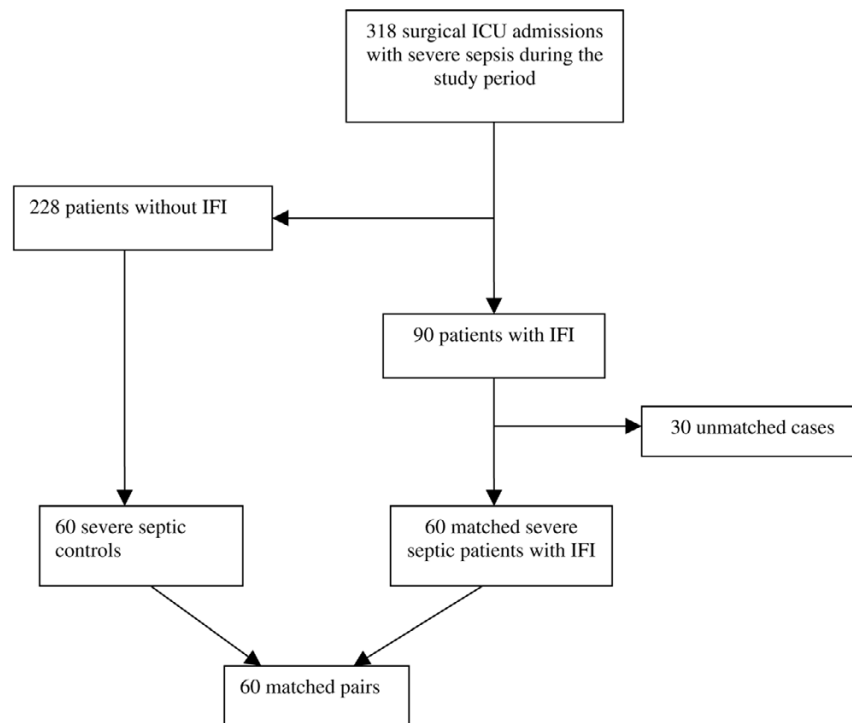 318 surgical ICU admissions
with severe sepsis during the
study period
228 patients without IFI
90 patients with IFI
30 unmatched cases
60 severe septic
controls
60 matched severe
septic patients with IFI
60 matched pairs